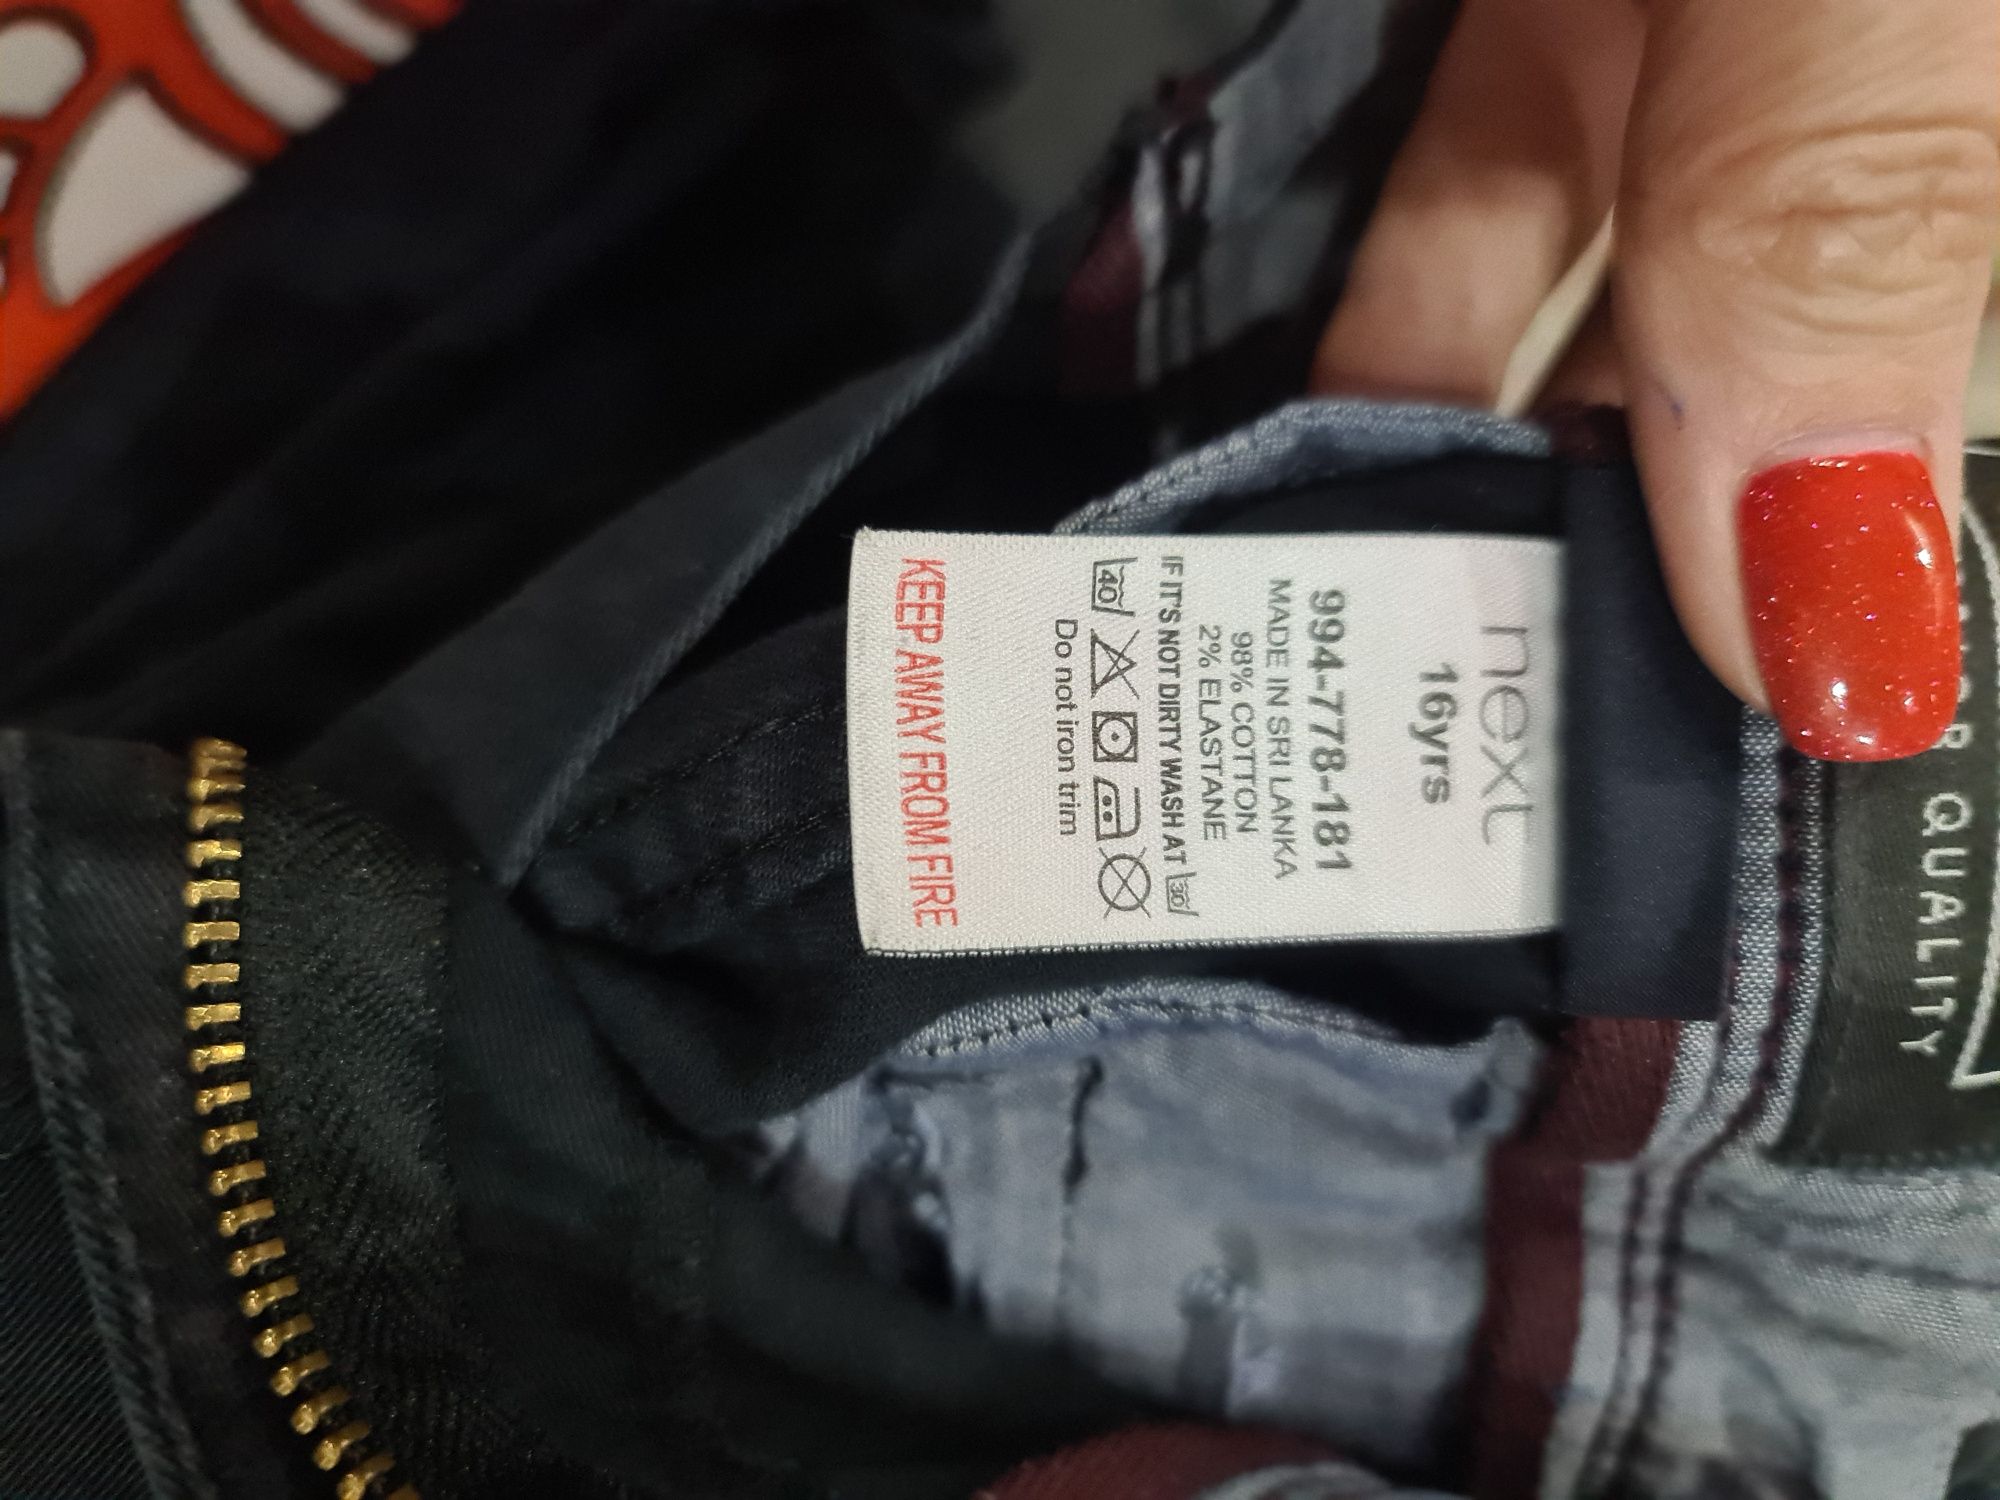 next
16yrs
994-778-181
MADE IN SRI LANKA
98% COTTON
2% ELASTANE
IF IT'S NOT DIRTY WASH AT 30
40
Do not iron trim
KEEP AWAY FROM FIRE
QUALITY